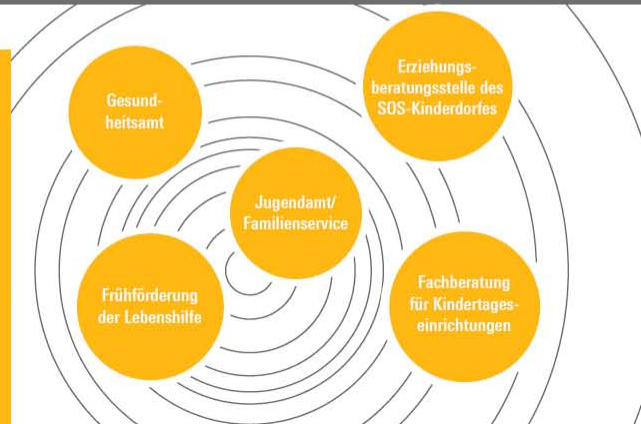 Gesund-
heitsamt
Erziehungs-
beratungsstelle des
SOS-Kinderdorfes
Jugendamt/
Familienservice
Frühförderung
der Lebenshilfe
Fachberatung
für Kindertages-
einrichtungen